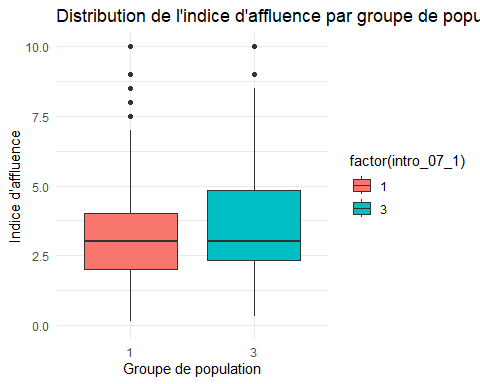 Distribution de l'indice d'affluence par groupe de popu
10.0
7.5
5.0
2.5
0.0
Indice d'affluence
1
3
Groupe de population
factor(intro_07_1)
1
3